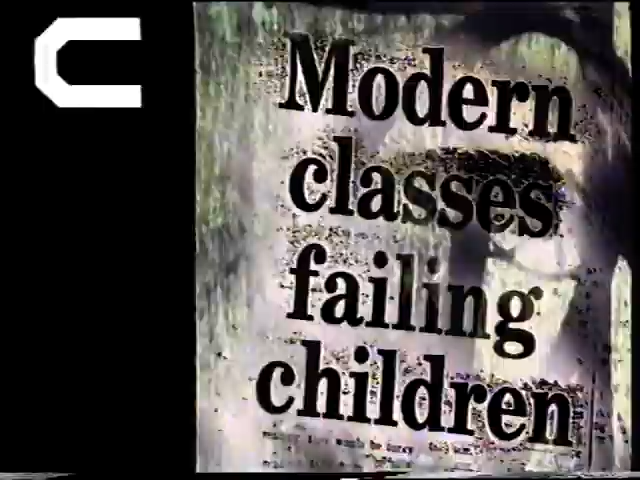 C
Modern
classes
failing
children